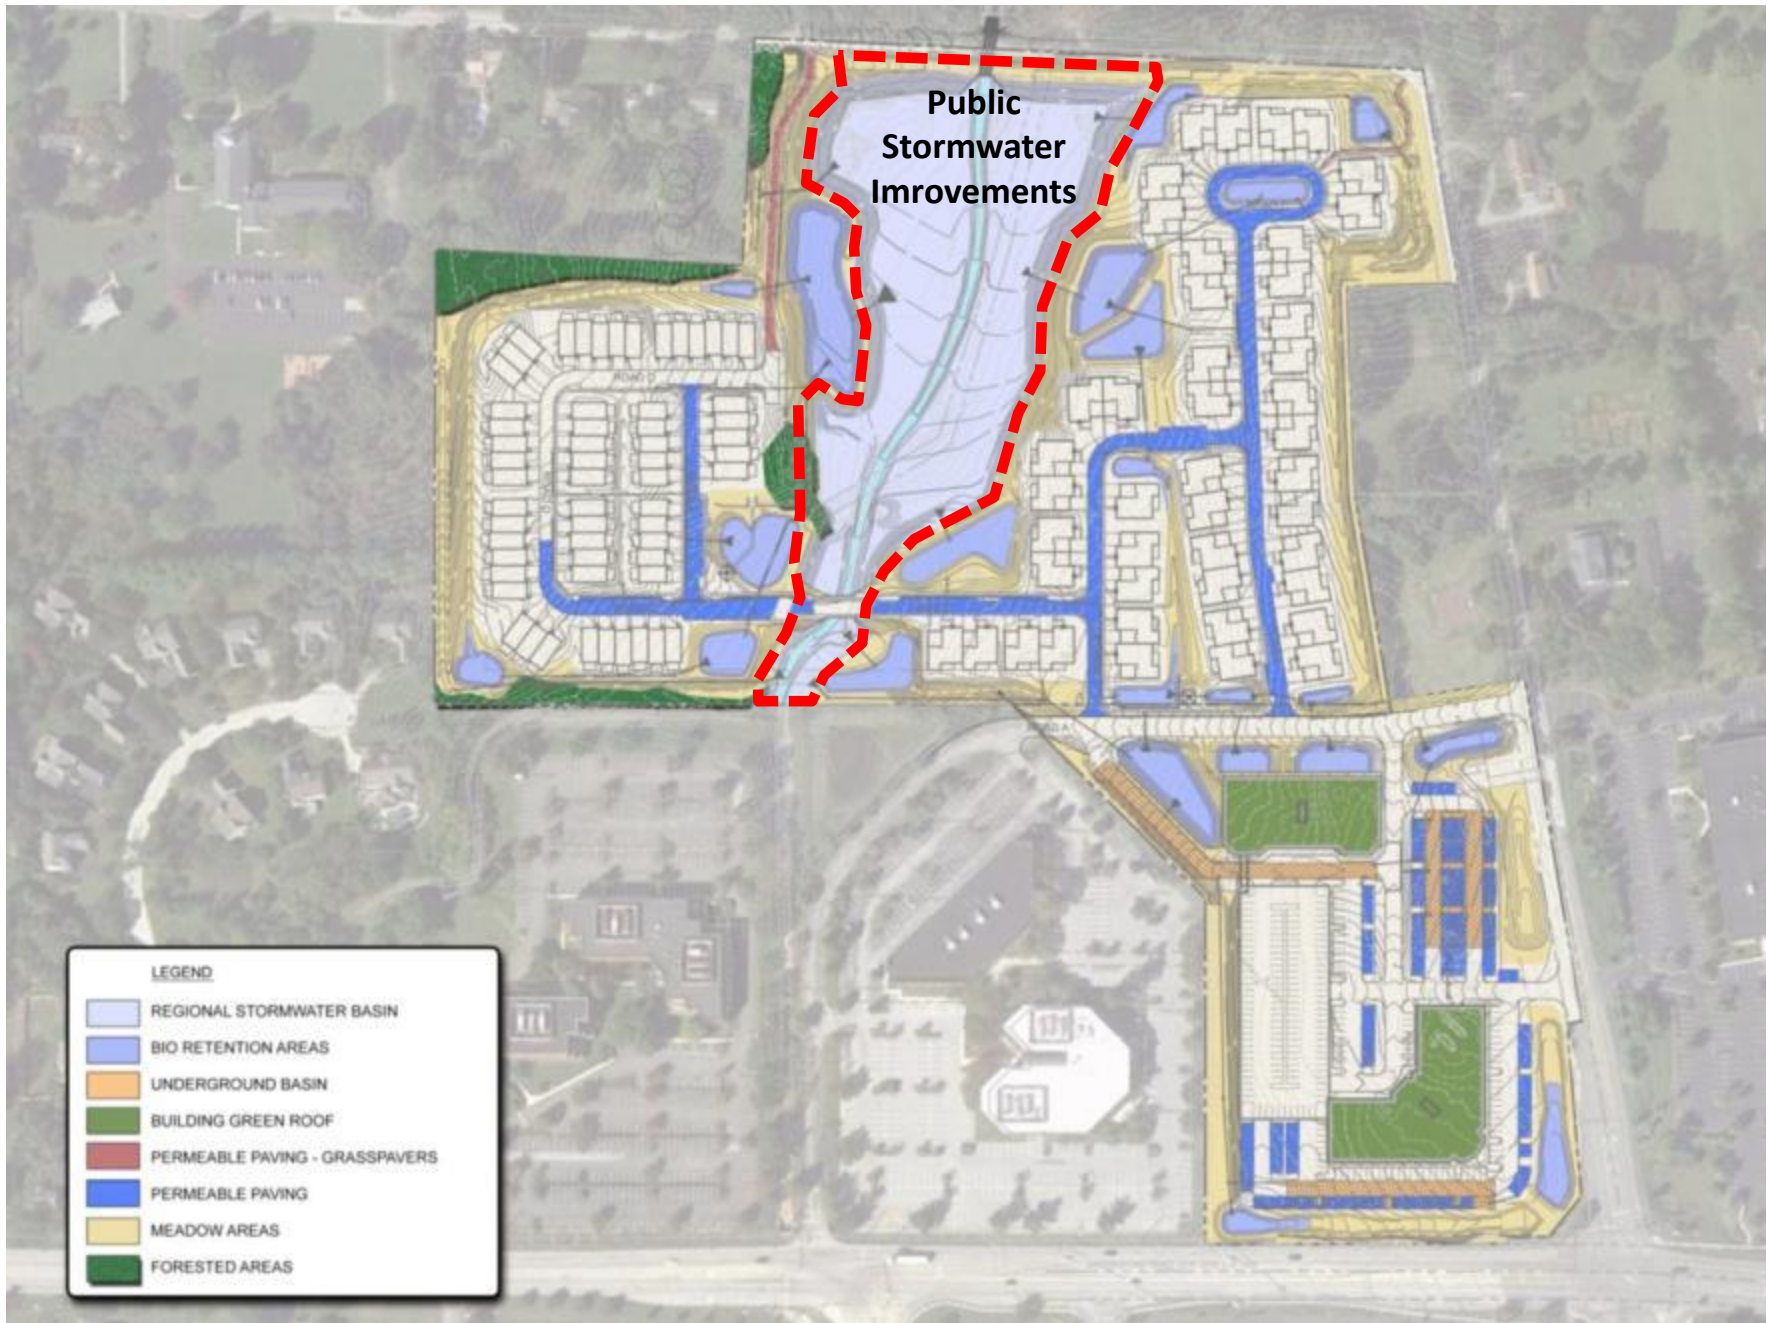 Public
Stormwater
Imrovements
ROAD D
LEGEND
REGIONAL STORMWATER BASIN
BIO RETENTION AREAS
UNDERGROUND BASIN
BUILDING GREEN ROOF
PERMEABLE PAVING - GRASSPAVERS
PERMEABLE PAVING
MEADOW AREAS
FORESTED AREAS